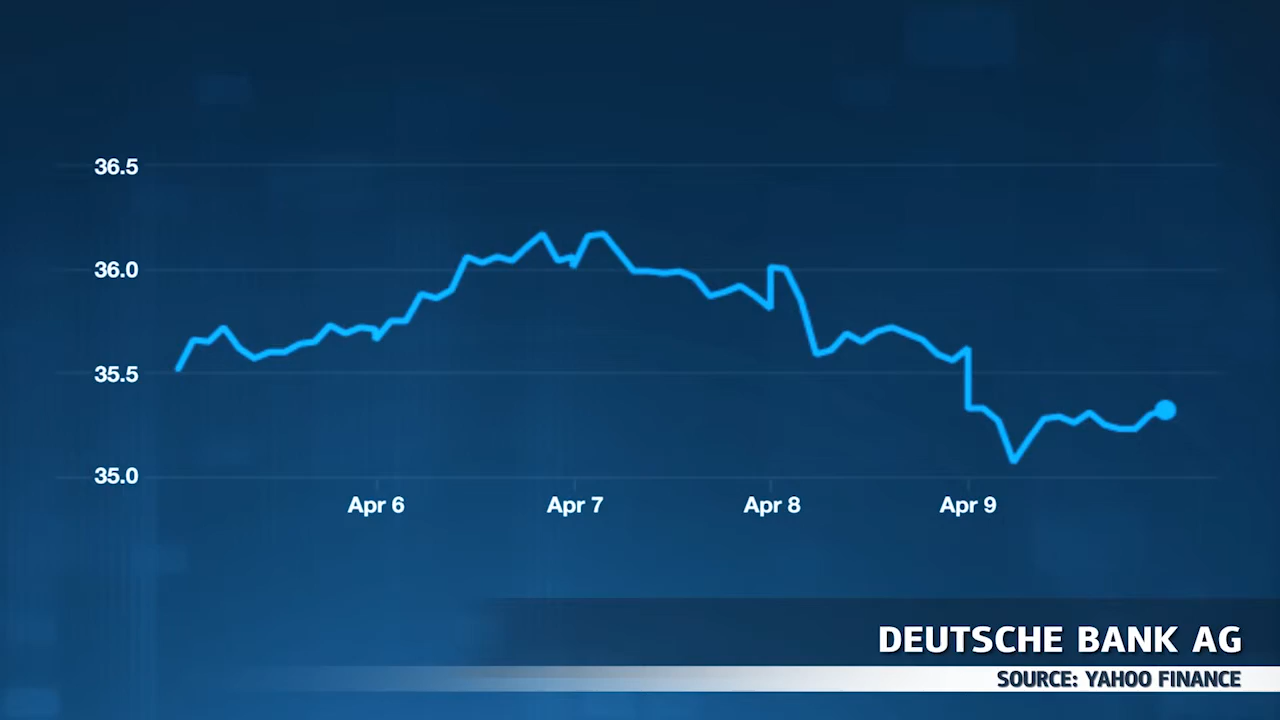 36.5
36.0
35.5
35.0
Apr 6 Apr 7 Apr 8 Apr 9
DEUTSCHE BANK AG
SOURCE: YAHOO FINANCE